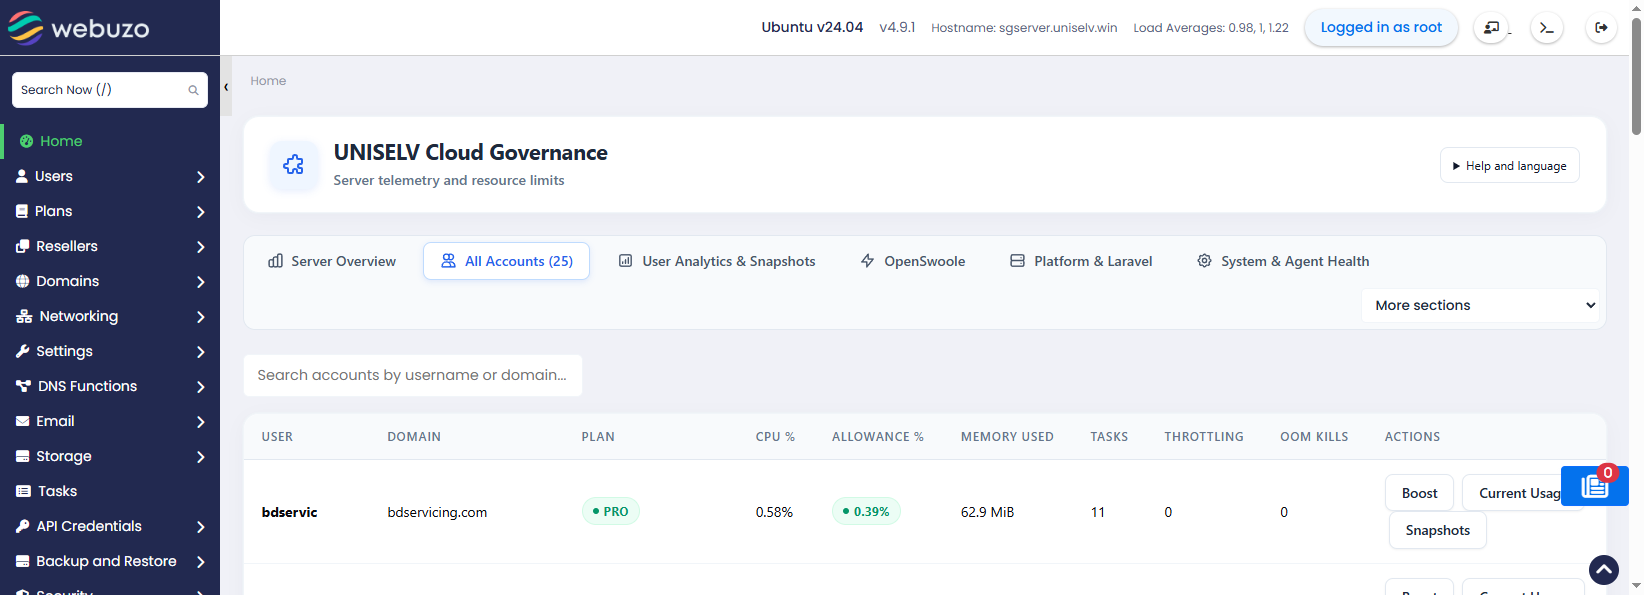 webuzo
Ubuntu v24.04 v4.9.1 Hostname: sgserver.uniselv.win Load Averages: 0.98, 1, 1.22 Logged in as root
Search Now (/)
Home
Users
Plans
Resellers
Domains
Networking
Settings
DNS Functions
Email
Storage
Tasks
API Credentials
Backup and Restore
Security
Home
UNISELV Cloud Governance
Server telemetry and resource limits
Help and language
Server Overview All Accounts (25) User Analytics & Snapshots OpenSwoole Platform & Laravel System & Agent Health
More sections
Search accounts by username or domain...
USER DOMAIN PLAN CPU % ALLOWANCE % MEMORY USED TASKS THROTTLING OOM KILLS ACTIONS
bdservic bdservicing.com PRO 0.58% 0.39% 62.9 MiB 11 0 0 Boost Current Usag
0
Snapshots